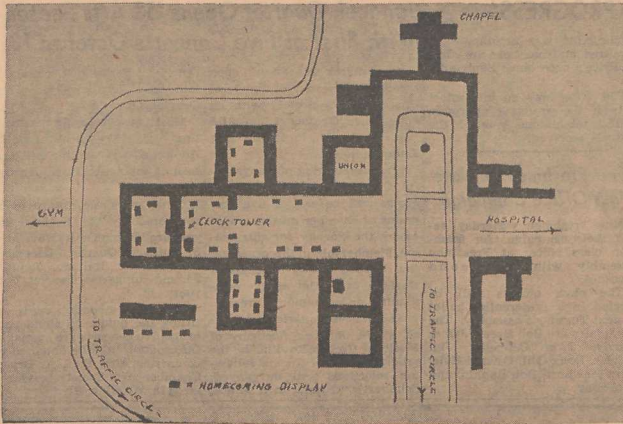 CHAPEL
UNION
GYM
CLOCK TOWER
HOSPITAL
TO TRAFFIC CIRCLE
TO TRAFFIC CIRCLE
■ = HOMECOMING DISPLAY